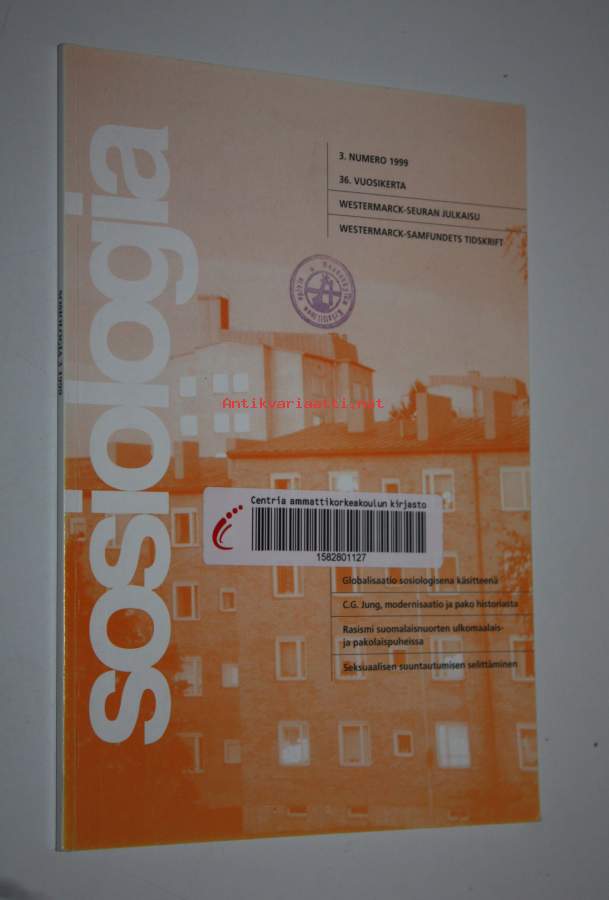 sosiologia
3. NUMERO 1999
36. VUOSIKERTA
WESTERMARCK-SEURAN JULKAISU
WESTERMARCK-SAMFUNDETS TIDSKRIFT
SOSIOLOGIA 3 1999
Antikvariaatti.net
Centria ammattikorkeakoulun kirjasto
1582801127
Globalisaatio sosiologisena käsitteenä
C.G. Jung, modernisaatio ja pako historiasta
Rasismi suomalaisnuorten ulkomaalais-
ja pakolaispuheissa
Seksuaalisen suuntautumisen selittäminen